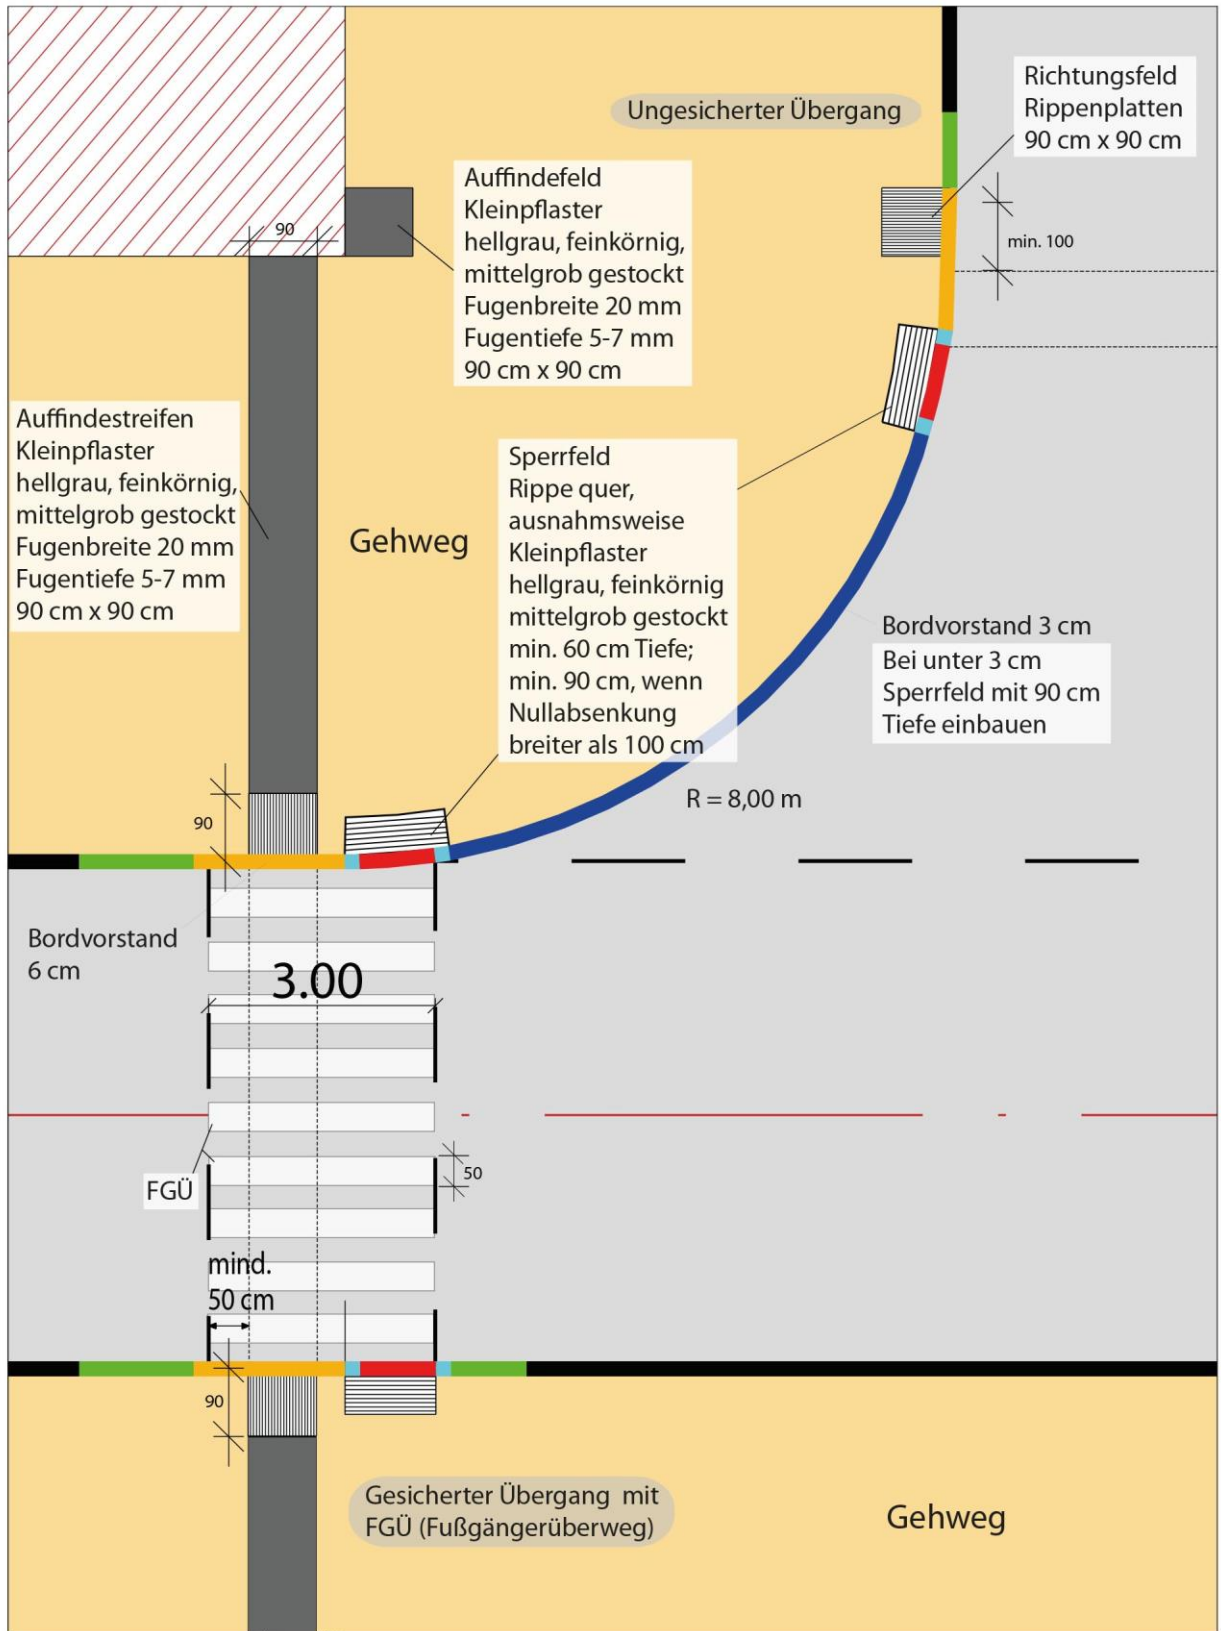 Richtungsfeld
Rippenplatten
90 cm x 90 cm
Ungesicherter Übergang
Auffindefeld
Kleinpflaster
hellgrau, feinkörnig,
mittelgrob gestockt
Fugenbreite 20 mm
Fugentiefe 5-7 mm
90 cm x 90 cm
90
min. 100
Auffindestreifen
Kleinpflaster
hellgrau, feinkörnig,
mittelgrob gestockt
Fugenbreite 20 mm
Fugentiefe 5-7 mm
90 cm x 90 cm
Gehweg
Sperrfeld
Rippe quer,
ausnahmsweise
Kleinpflaster
hellgrau, feinkörnig
mittelgrob gestockt
min. 60 cm Tiefe;
min. 90 cm, wenn
Nullabsenkung
breiter als 100 cm
Bordvorstand 3 cm
Bei unter 3 cm
Sperrfeld mit 90 cm
Tiefe einbauen
R = 8,00 m
90
Bordvorstand
6 cm
3.00
FGÜ
50
mind.
50 cm
90
Gesicherter Übergang mit
FGÜ (Fußgängerüberweg)
Gehweg